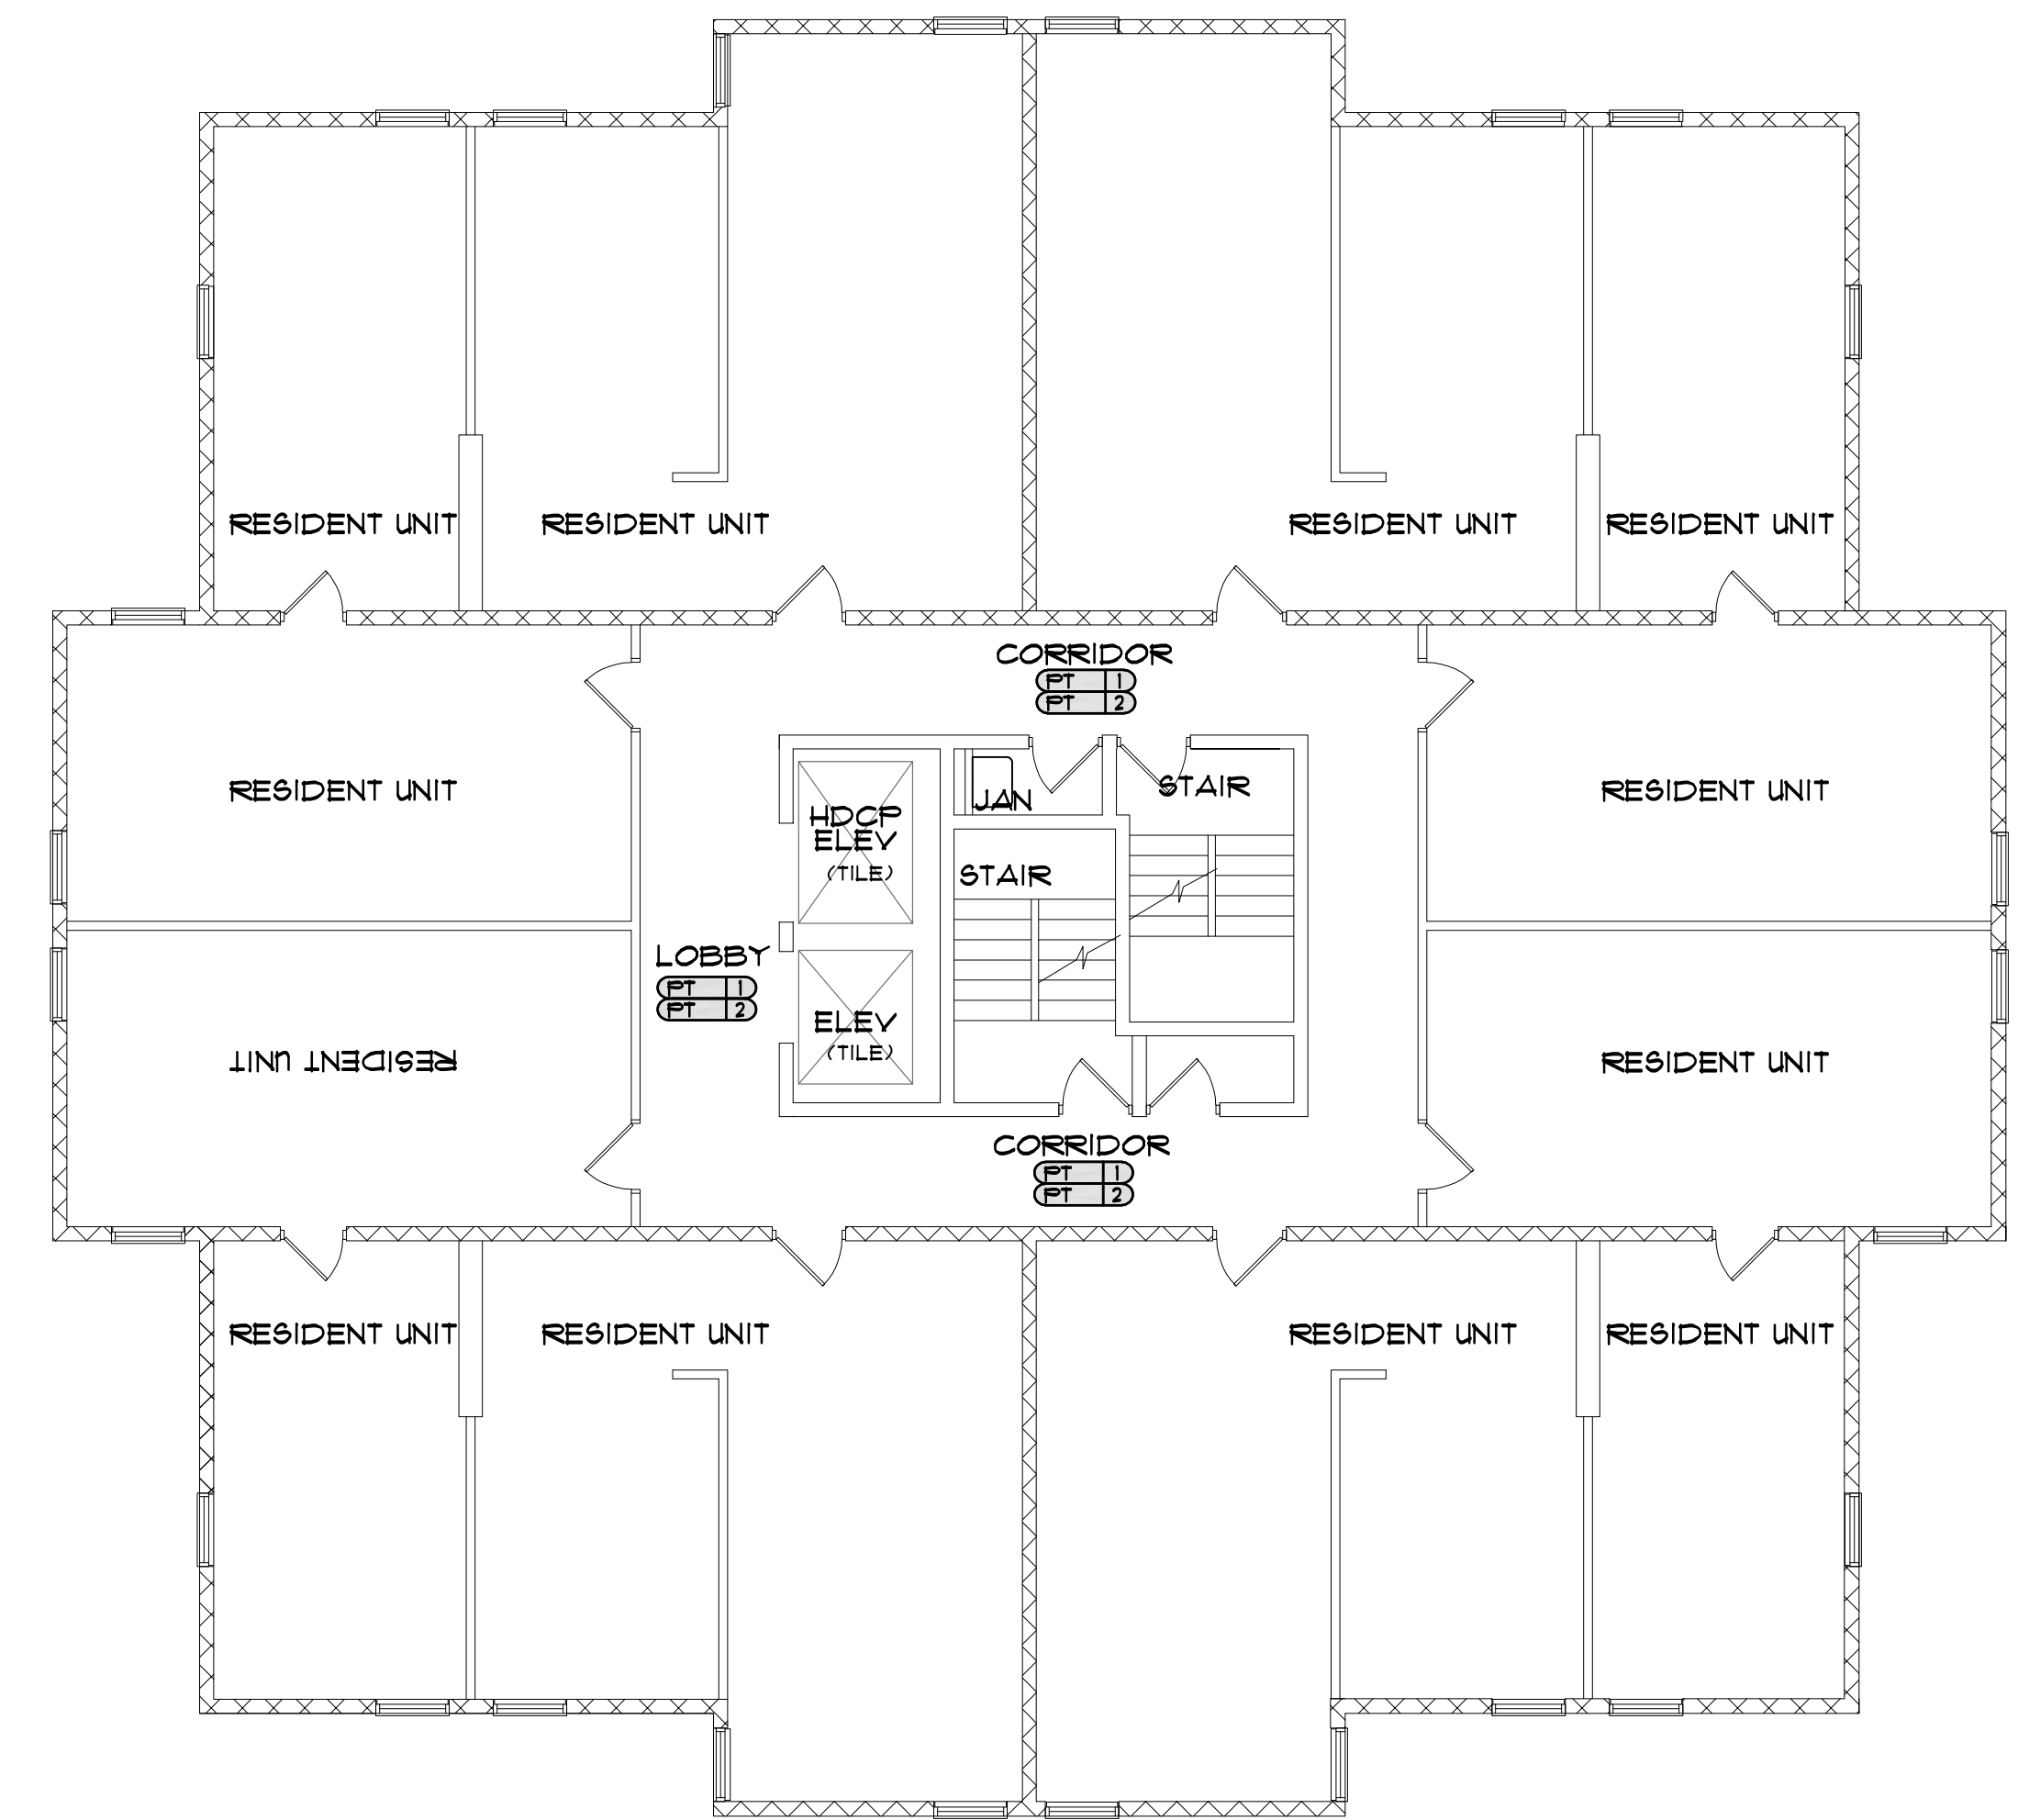 RESIDENT UNIT
RESIDENT UNIT
RESIDENT UNIT
RESIDENT UNIT
CORRIDOR
PT 1
PT 2
RESIDENT UNIT
HDCP
ELEV
(TILE)
JAN
STAIR
RESIDENT UNIT
STAIR
LOBBY
PT 1
PT 2
ELEV
(TILE)
RESIDENT UNIT
RESIDENT UNIT
CORRIDOR
PT 1
PT 2
RESIDENT UNIT
RESIDENT UNIT
RESIDENT UNIT
RESIDENT UNIT